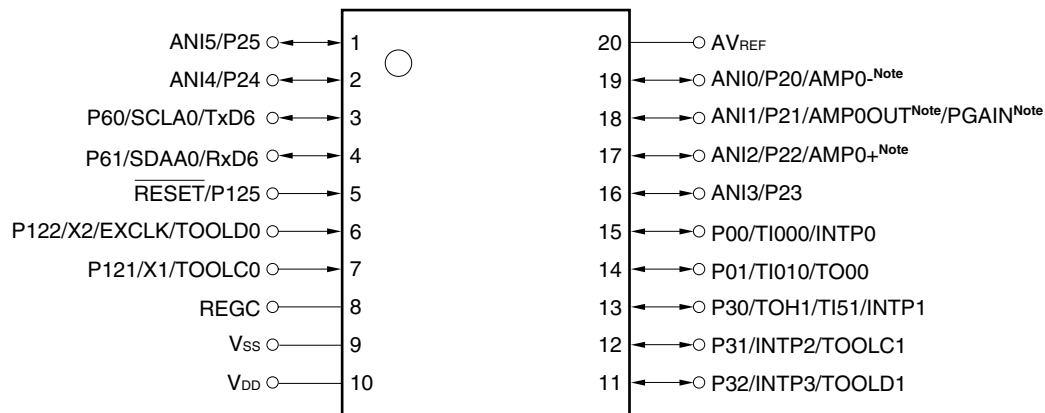 ANI5/P25 1
ANI4/P24 2
P60/SCLA0/TxD6 3
P61/SDAA0/RxD6 4
RESET/P125 5
P122/X2/EXCLK/TOOLD0 6
P121/X1/TOOLC0 7
REGC 8
VSS 9
VDD 10
20 AVREF
19 ANI0/P20/AMP0-Note
18 ANI1/P21/AMP0OUTNote/PGAINNote
17 ANI2/P22/AMP0+Note
16 ANI3/P23
15 P00/TI000/INTP0
14 P01/TI010/TO00
13 P30/TOH1/TI51/INTP1
12 P31/INTP2/TOOLC1
11 P32/INTP3/TOOLD1